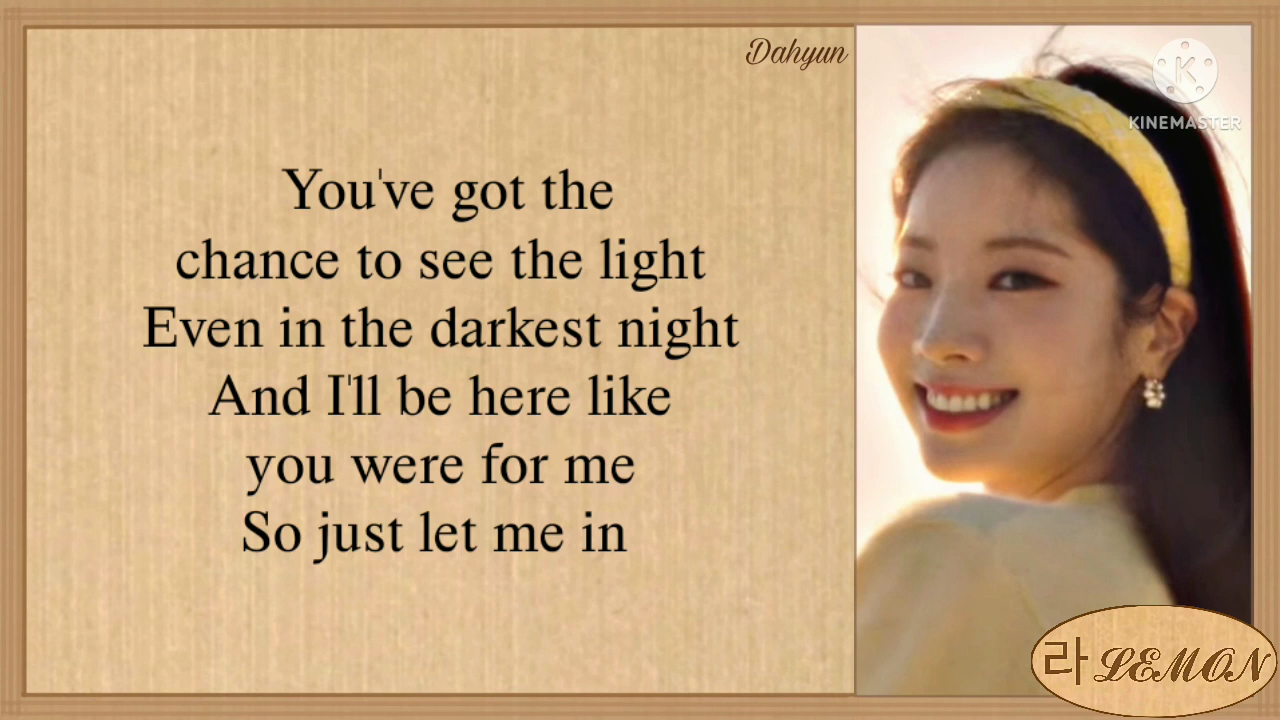 Dahyun
KINEMASTER
You've got the
chance to see the light
Even in the darkest night
And I'll be here like
you were for me
So just let me in
라 LEMON